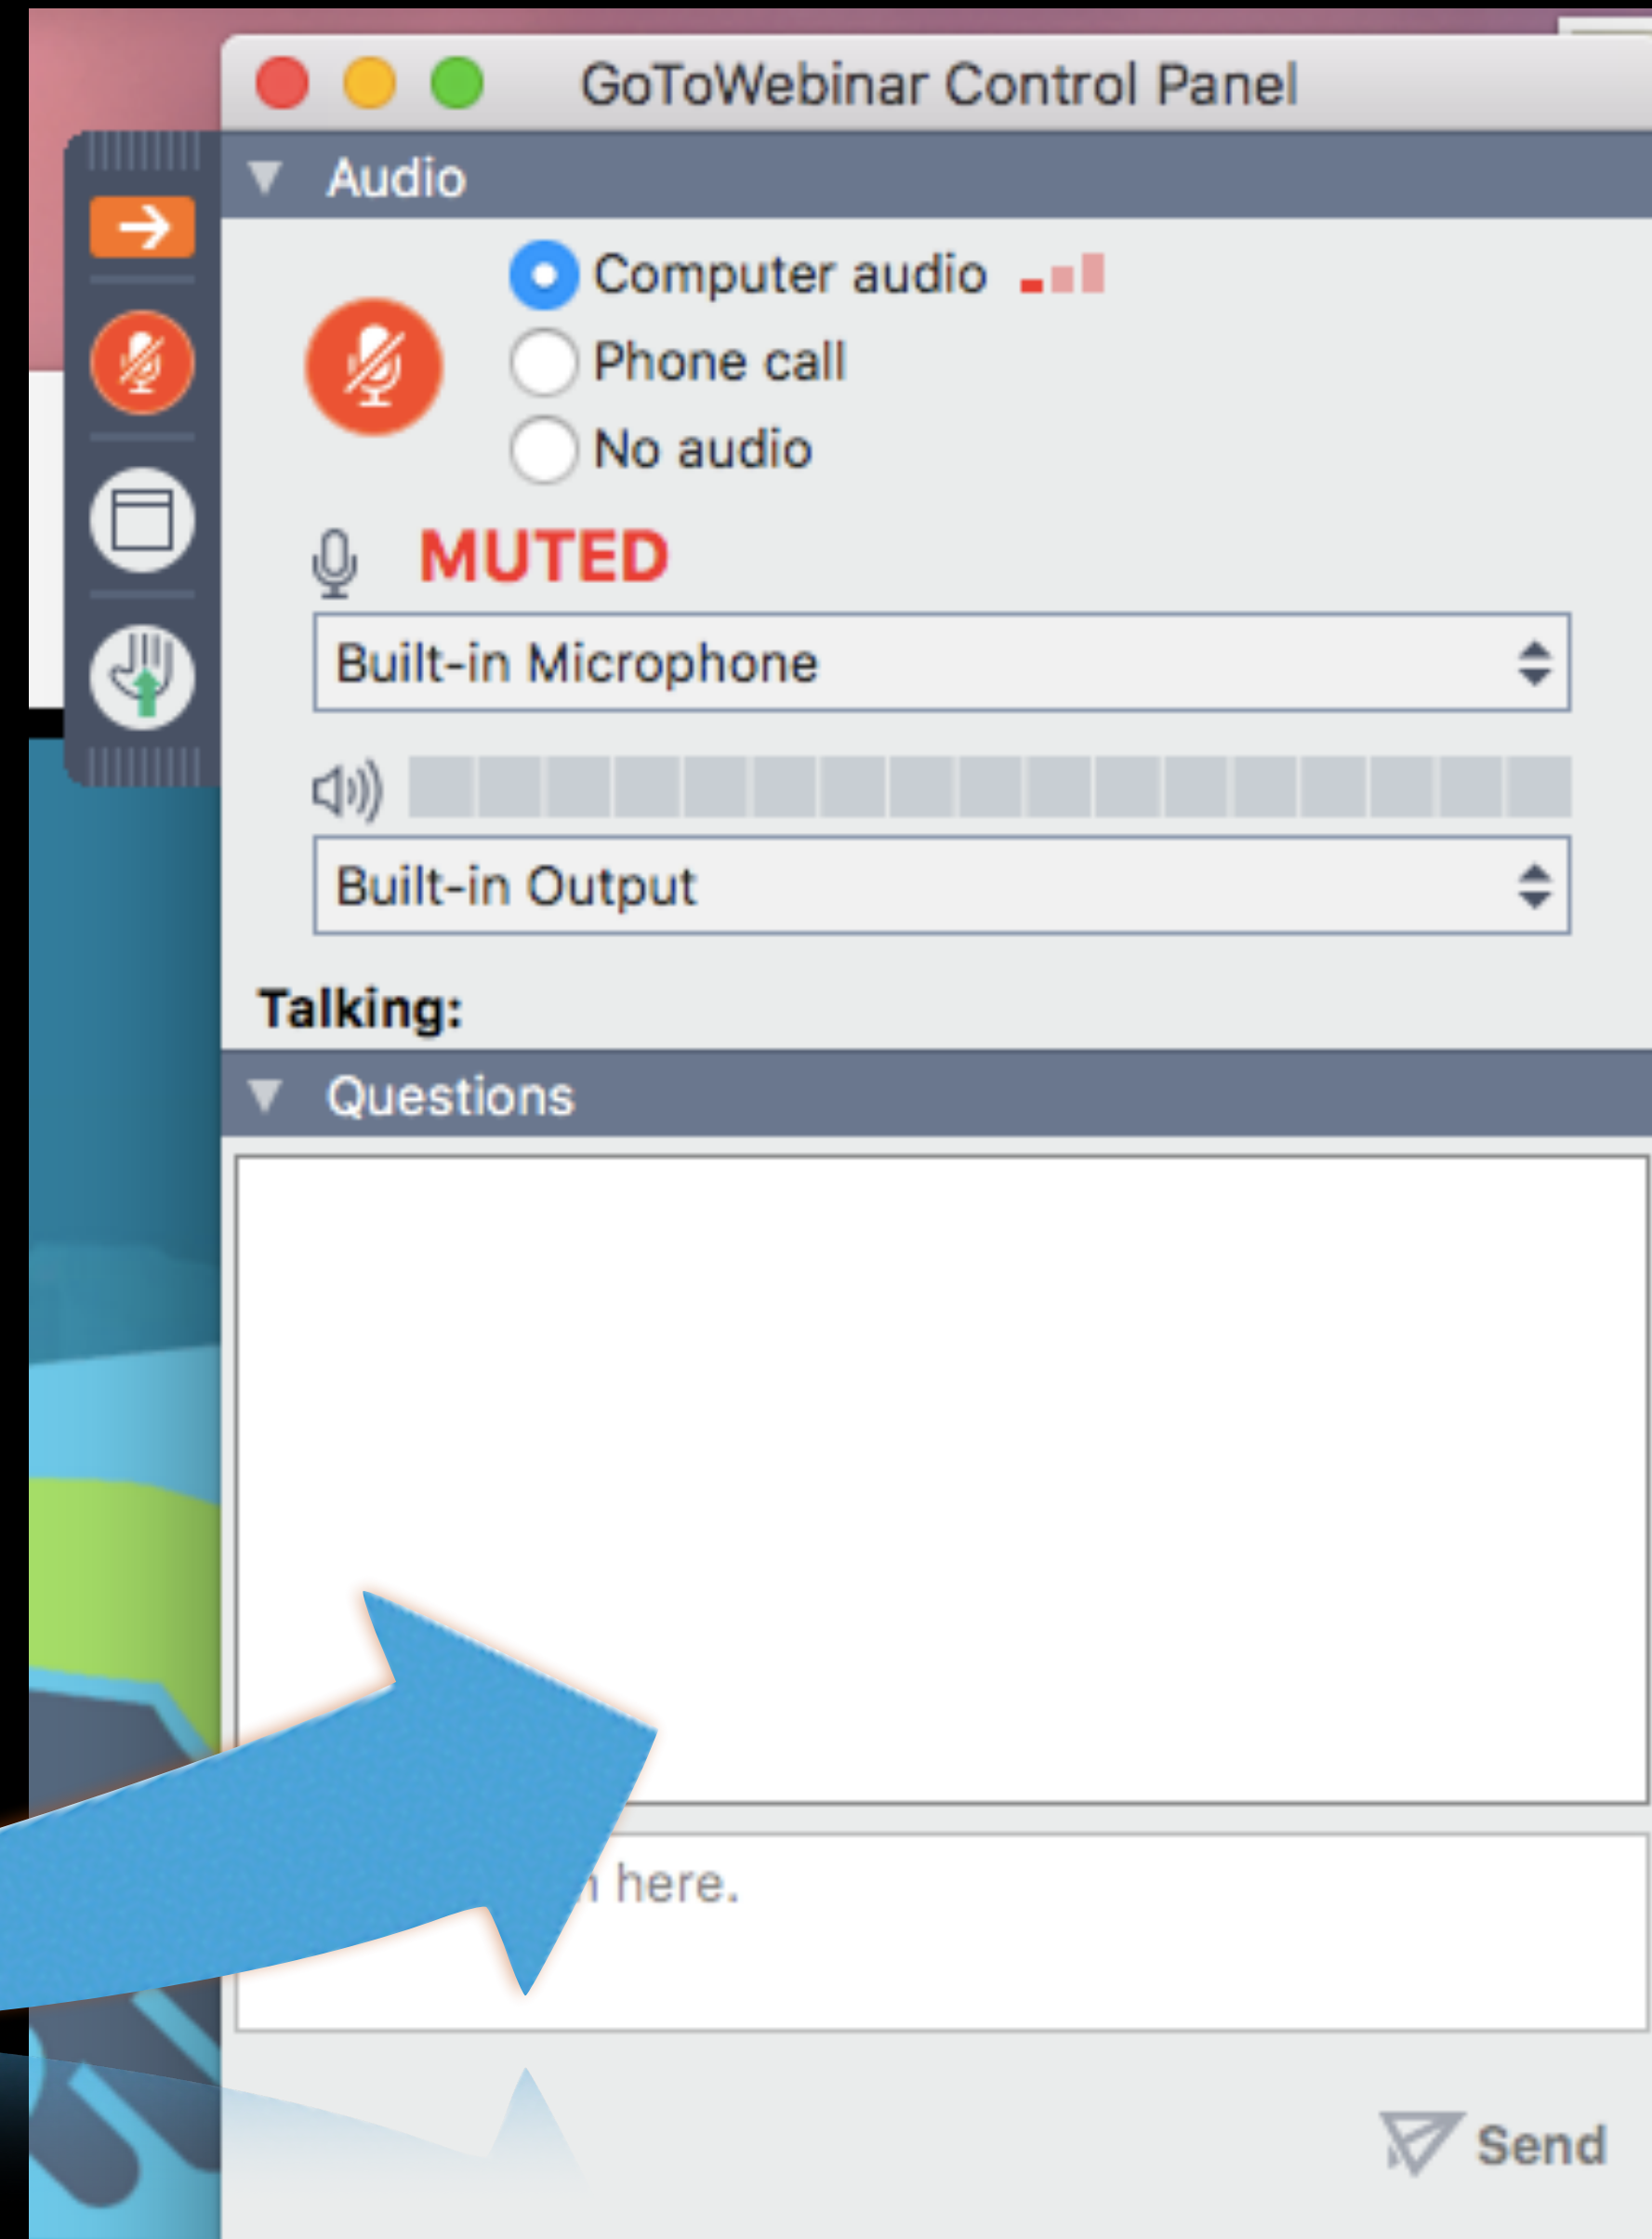 GoToWebinar Control Panel
Audio
Computer audio
Phone call
No audio
MUTED
Built-in Microphone
Built-in Output
Talking:
Questions
here.
Send